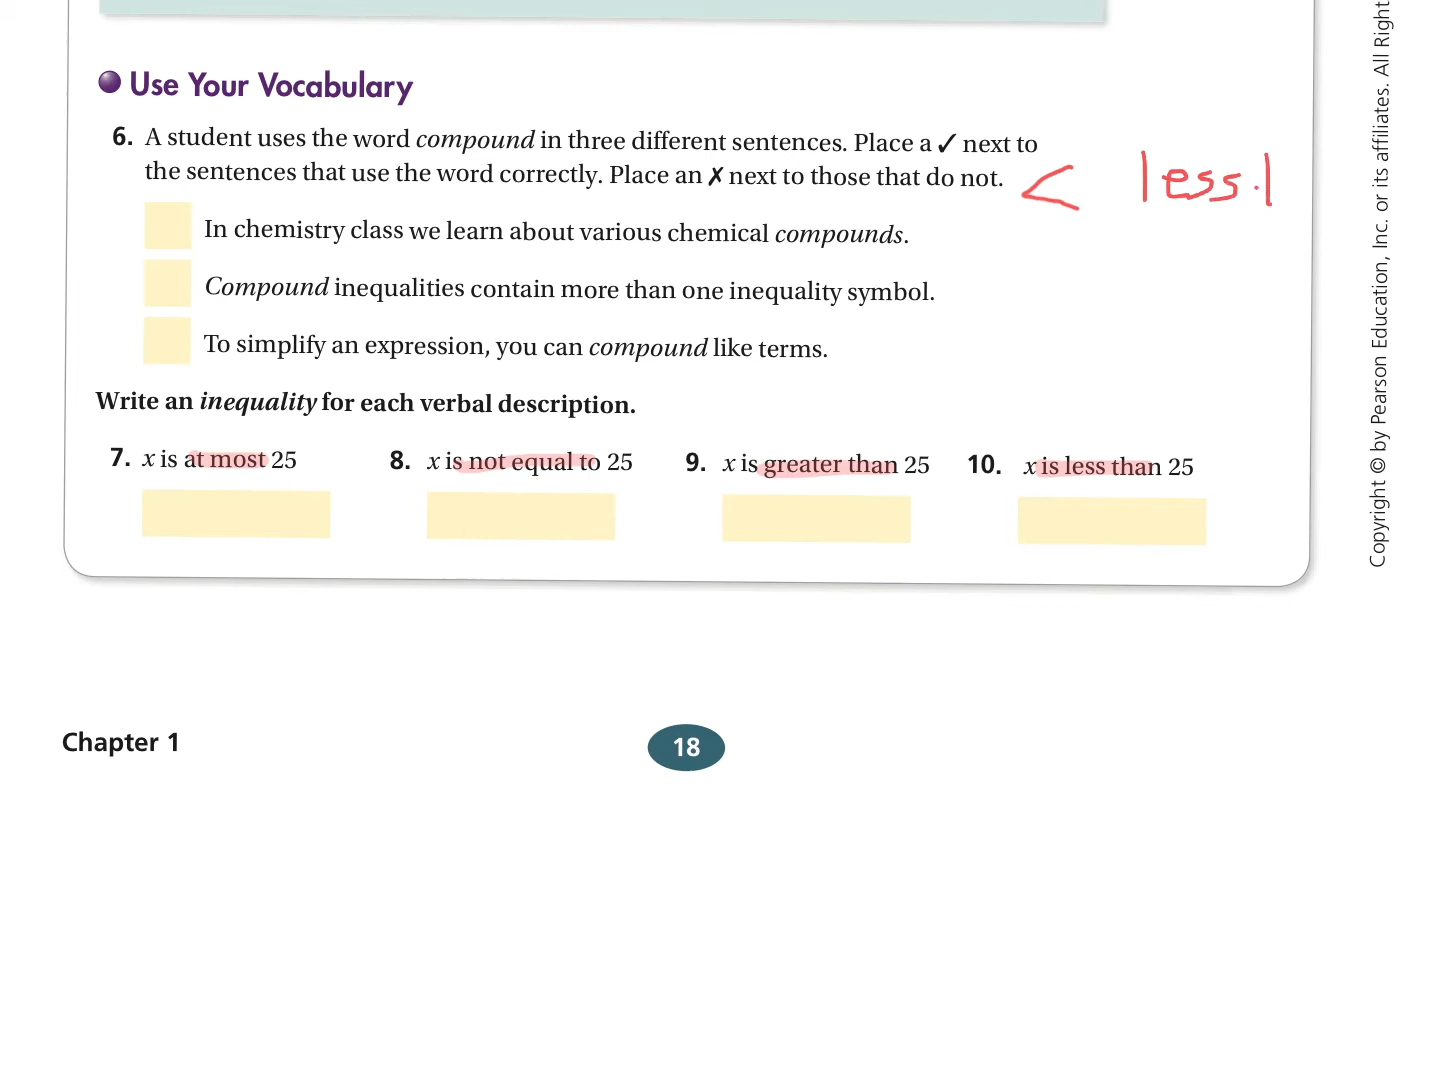 Use Your Vocabulary
6. A student uses the word compound in three different sentences. Place a ✓ next to
the sentences that use the word correctly. Place an ✗ next to those that do not.
< less.
In chemistry class we learn about various chemical compounds.
Compound inequalities contain more than one inequality symbol.
To simplify an expression, you can compound like terms.
Write an inequality for each verbal description.
7. x is at most 25
8. x is not equal to 25
9. x is greater than 25
10. x is less than 25
Chapter 1
18
Copyright © by Pearson Education, Inc. or its affiliates. All Right